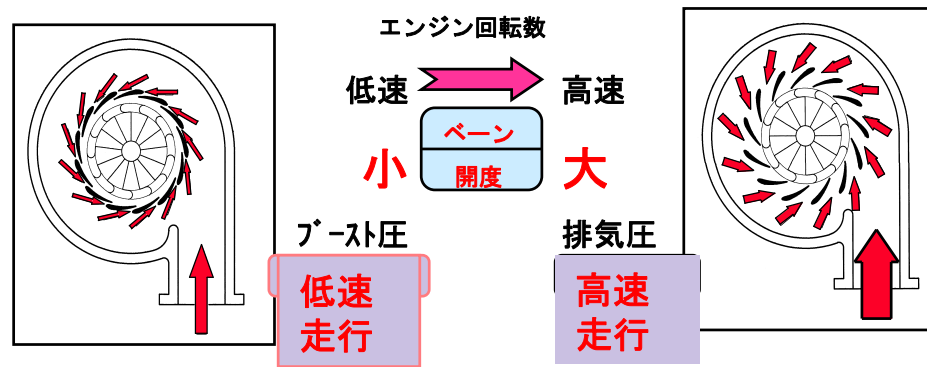 エンジン回転数
低速
高速
ベーン
小
開度
大
ﾌﾞｰｽﾄ圧
排気圧
低速
走行
高速
走行